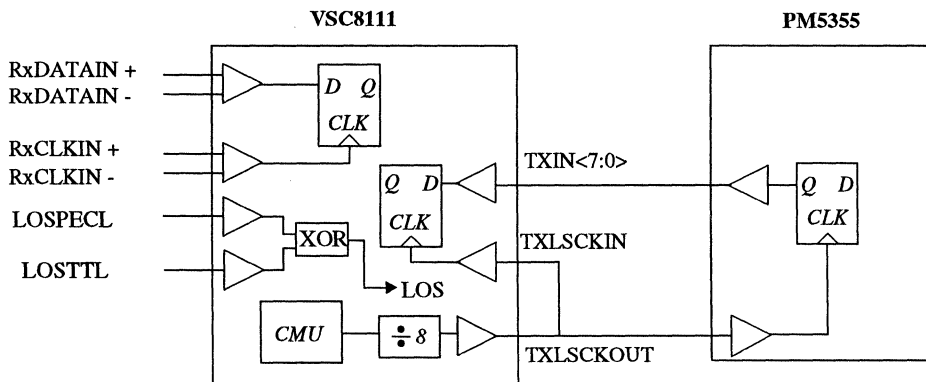 VSC8111
PM5355
RxDATAIN +
RxDATAIN -
D Q
CLK
RxCLKIN +
RxCLKIN -
TXIN<7:0>
Q D
CLK
Q D
CLK
LOSPECL
XOR
TXLSCKIN
LOSTTL
LOS
CMU
÷ 8
TXLSCKOUT